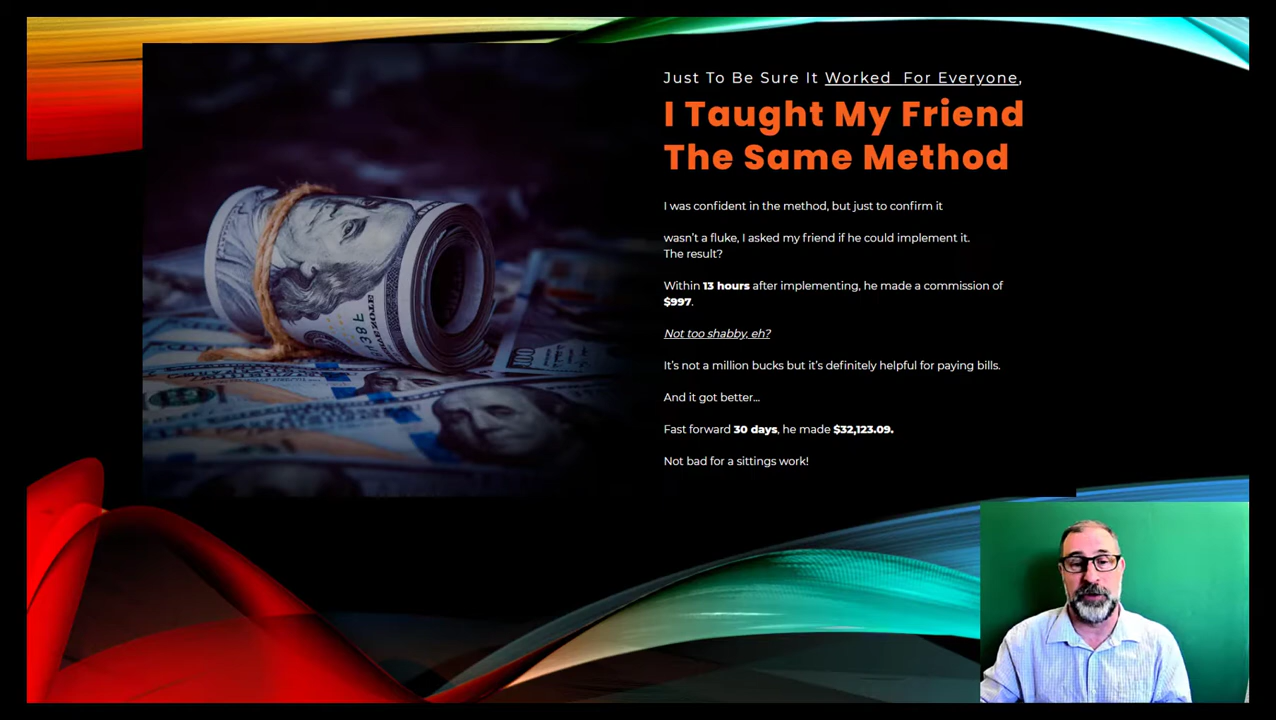 Just To Be Sure It Worked For Everyone,
I Taught My Friend
The Same Method
I was confident in the method, but just to confirm it
wasn't a fluke, I asked my friend if he could implement it.
The result?
Within 13 hours after implementing, he made a commission of
$997.
Not too shabby, eh?
It's not a million bucks but it's definitely helpful for paying bills.
And it got better...
Fast forward 30 days, he made $32,123.09.
Not bad for a sittings work!
100